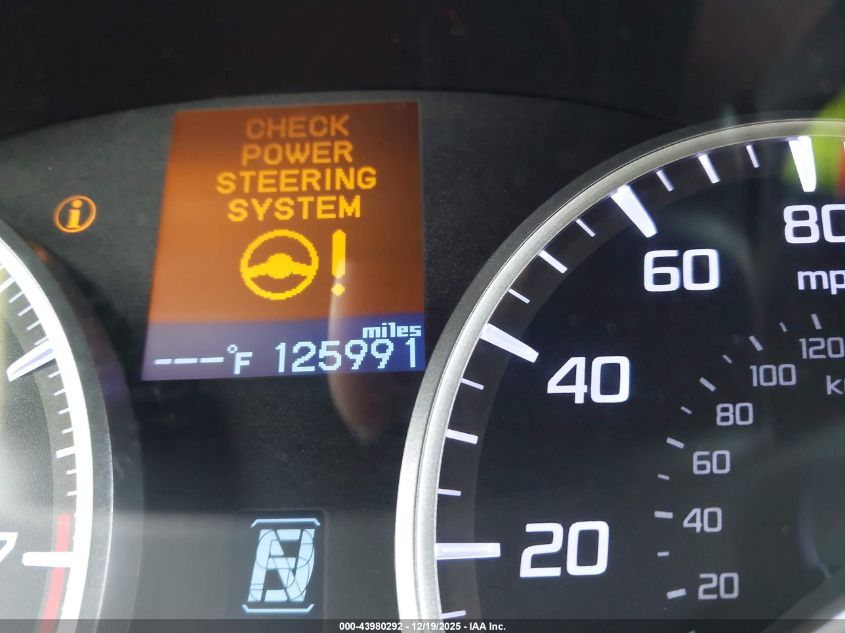 CHECK
POWER
STEERING
SYSTEM
!
miles
---°F 125991
i
7
80
60
mp
40
20
120
100
80
60
40
20
000-43980292 - 12/19/2025 - IAA Inc.